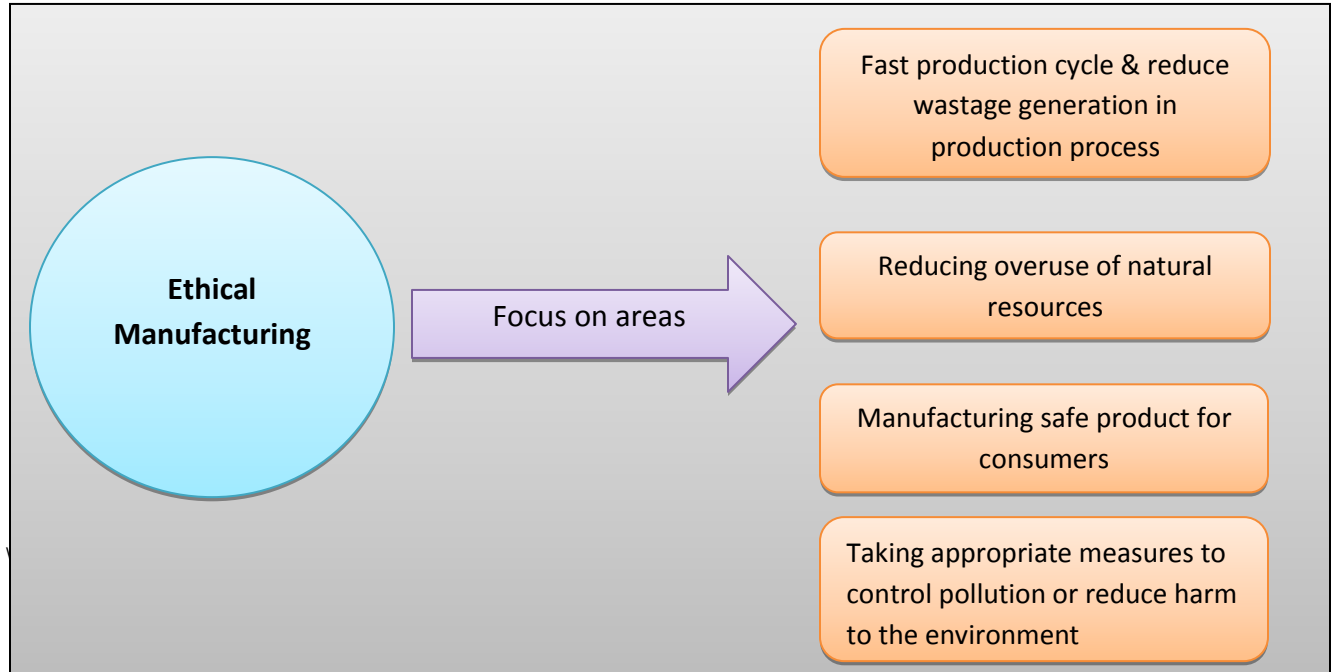 Ethical
Manufacturing
Focus on areas
Fast production cycle & reduce
wastage generation in
production process
Reducing overuse of natural
resources
Manufacturing safe product for
consumers
Taking appropriate measures to
control pollution or reduce harm
to the environment